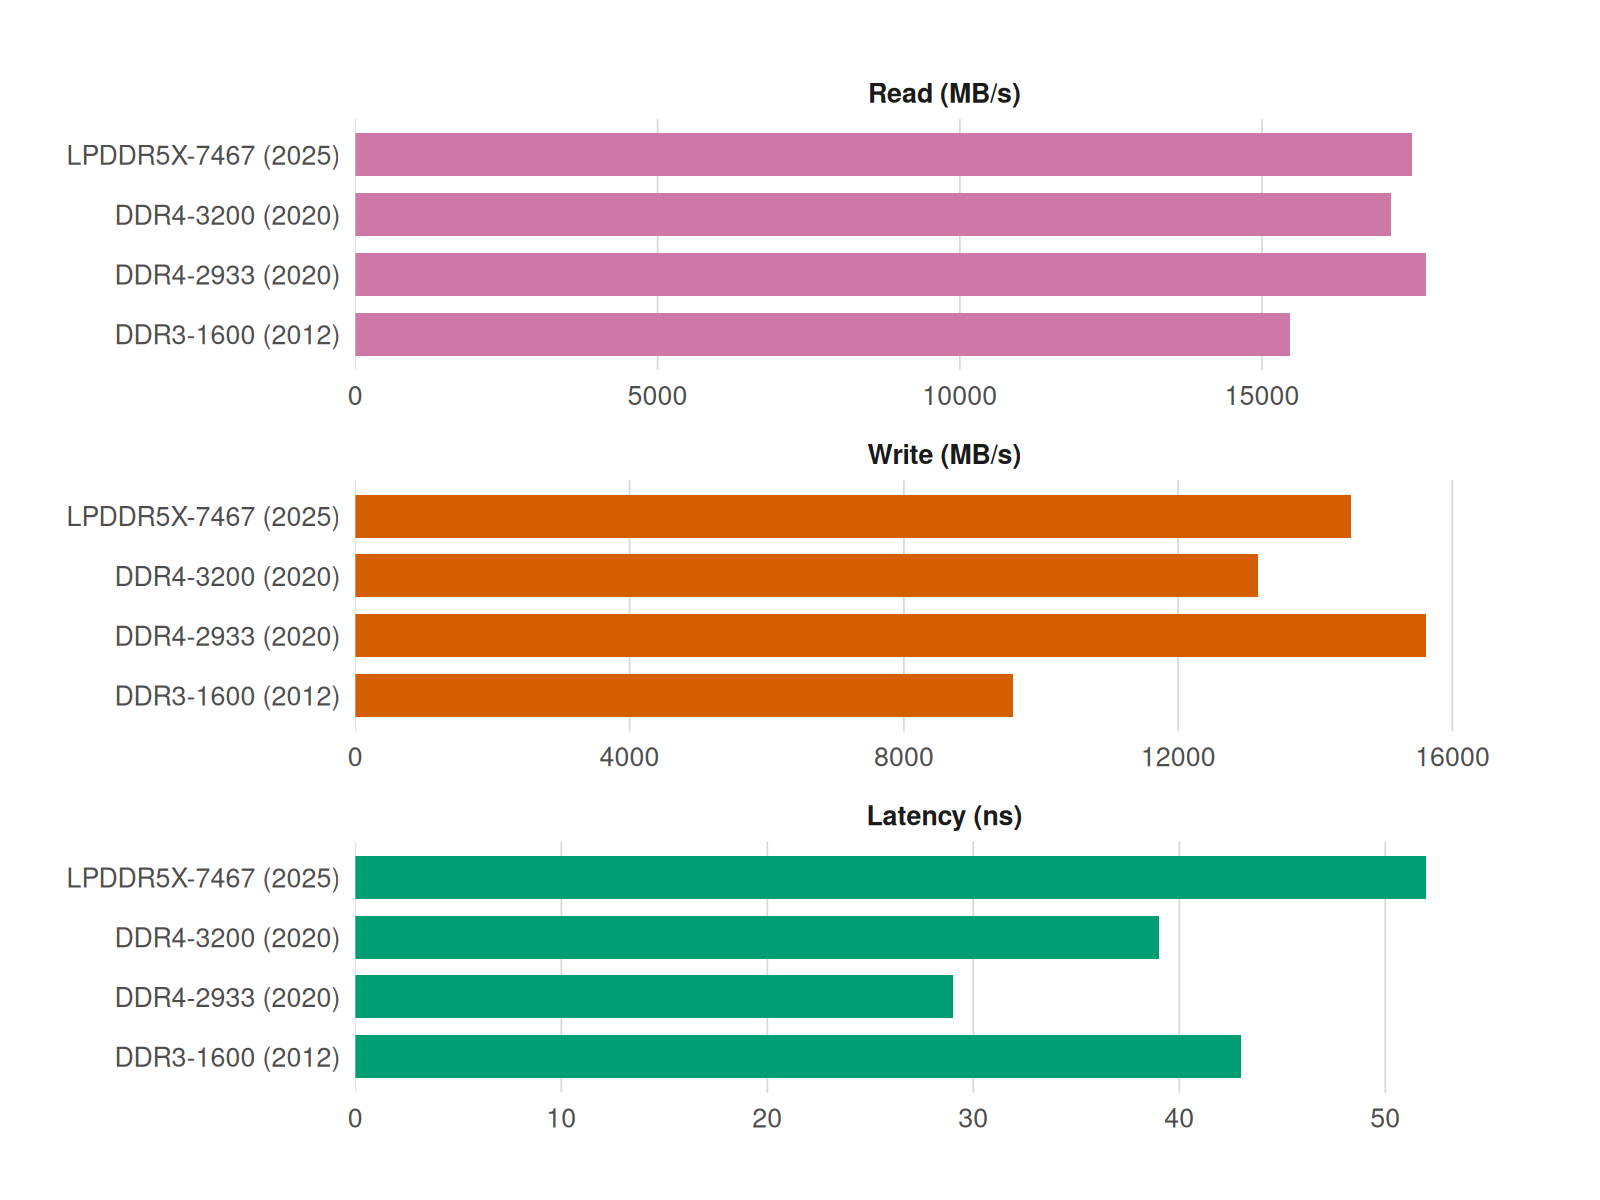 Read (MB/s)
LPDDR5X-7467 (2025)
DDR4-3200 (2020)
DDR4-2933 (2020)
DDR3-1600 (2012)
0 5000 10000 15000
Write (MB/s)
LPDDR5X-7467 (2025)
DDR4-3200 (2020)
DDR4-2933 (2020)
DDR3-1600 (2012)
0 4000 8000 12000 16000
Latency (ns)
LPDDR5X-7467 (2025)
DDR4-3200 (2020)
DDR4-2933 (2020)
DDR3-1600 (2012)
0 10 20 30 40 50